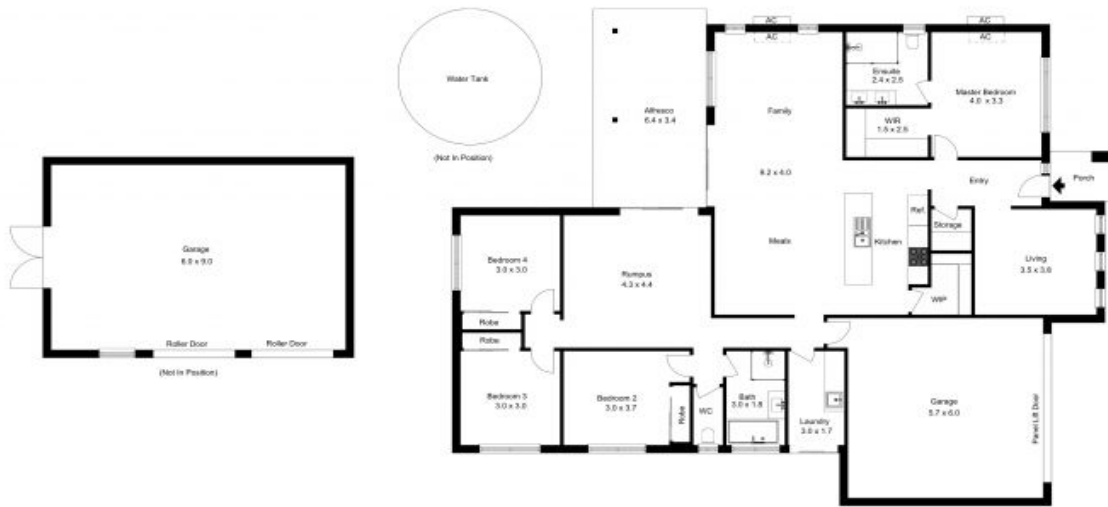 AC
AC
AC
AC
Water Tank
(Not In Position)
Alfresco
6.4 x 3.4
Family
6.2 x 4.0
Meals
Ensuite
2.4 x 2.5
WIR
1.5 x 2.5
Master Bedroom
4.0 x 3.3
Entry
Porch
Ref.
Storage
Kitchen
WIP
Living
3.5 x 3.6
Garage
6.0 x 9.0
Roller Door
Roller Door
(Not In Position)
Bedroom 4
3.0 x 3.0
Robe
Robe
Rumpus
4.3 x 4.4
Bedroom 3
3.0 x 3.0
Bedroom 2
3.0 x 3.7
Robe
WC
Bath
3.0 x 1.8
Laundry
3.0 x 1.7
Garage
5.7 x 6.0
Panel Lift Door